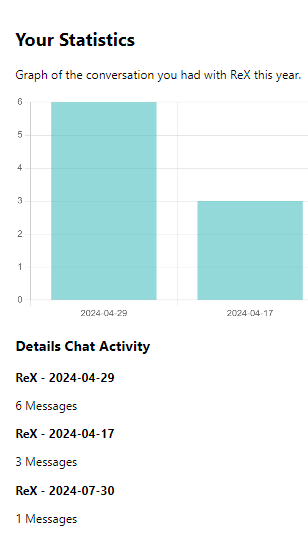 Your Statistics
Graph of the conversation you had with ReX this year.
6
5
4
3
2
1
0
2024-04-29 2024-04-17
Details Chat Activity
ReX - 2024-04-29
6 Messages
ReX - 2024-04-17
3 Messages
ReX - 2024-07-30
1 Messages